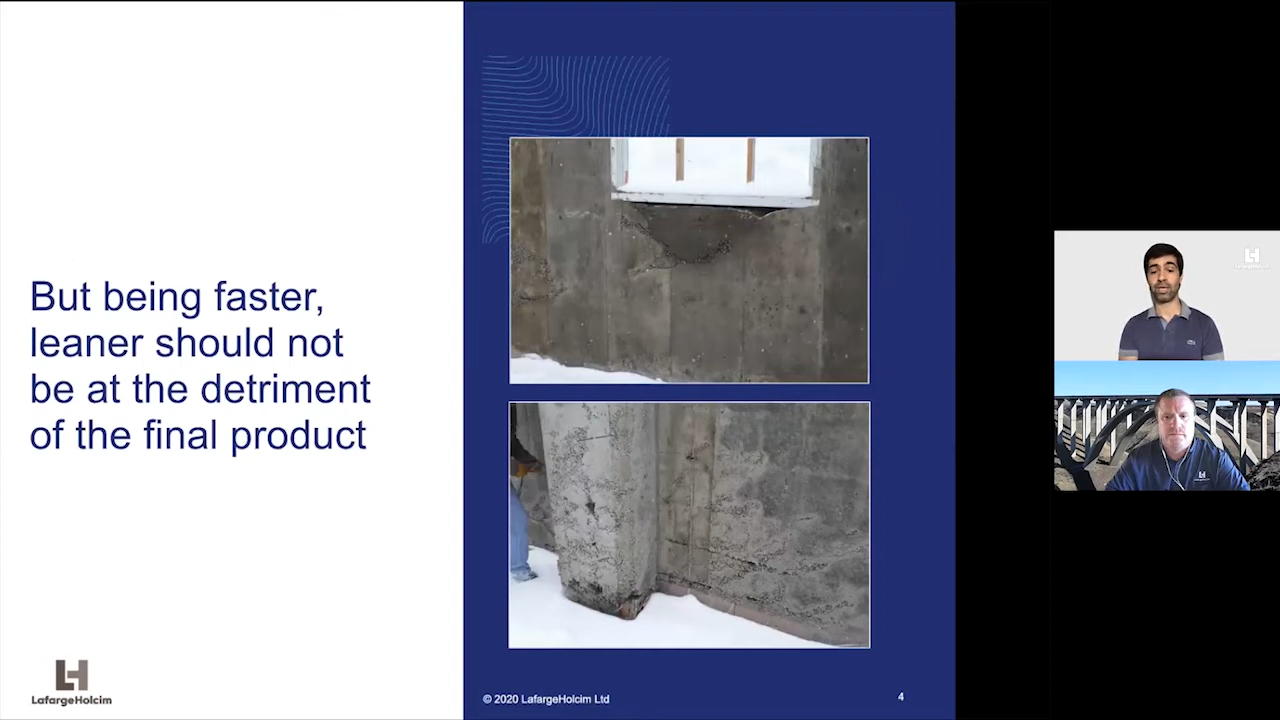 But being faster,
leaner should not
be at the detriment
of the final product
LafargeHolcim
© 2020 LafargeHolcim Ltd
4